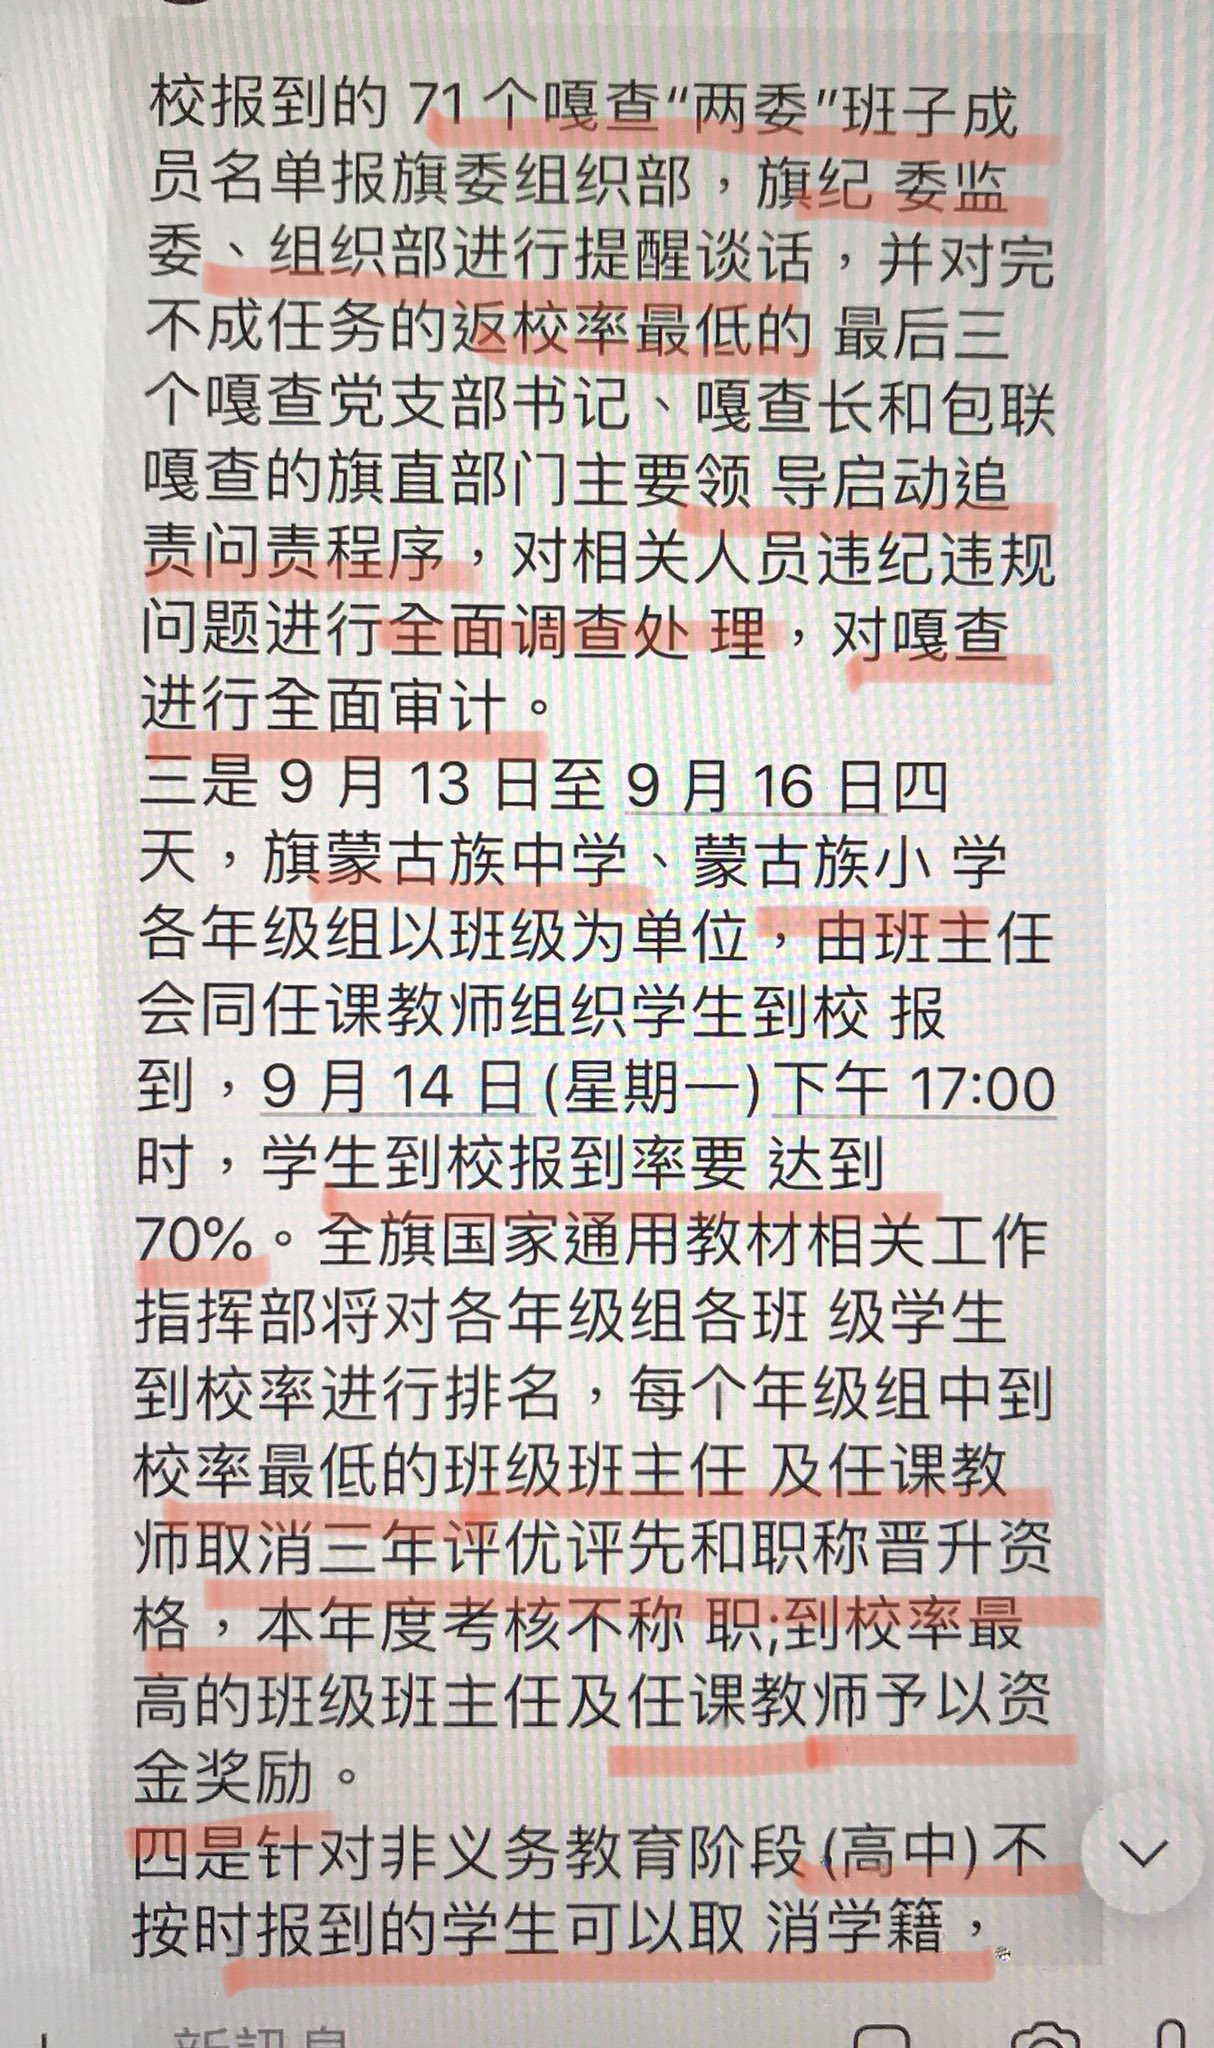 校报到的 71 个嘎查“两委”班子成
员名单报旗委组织部，旗纪 委监
委、组织部进行提醒谈话，并对完
不成任务的返校率最低的 最后三
个嘎查党支部书记、嘎查长和包联
嘎查的旗直部门主要领 导启动追
责问责程序，对相关人员违纪违规
问题进行全面调查处 理，对嘎查
进行全面审计。
三是 9 月 13 日至 9 月 16 日四
天，旗蒙古族中学、蒙古族小 学
各年级组以班级为单位，由班主任
会同任课教师组织学生到校 报
到，9 月 14 日(星期一)下午 17:00
时，学生到校报到率要 达到
70%。全旗国家通用教材相关工作
指挥部将对各年级组各班 级学生
到校率进行排名，每个年级组中到
校率最低的班级班主任 及任课教
师取消三年评优评先和职称晋升资
格，本年度考核不称 职;到校率最
高的班级班主任及任课教师予以资
金奖励。
四是针对非义务教育阶段(高中)不
按时报到的学生可以取 消学籍，
新訊息